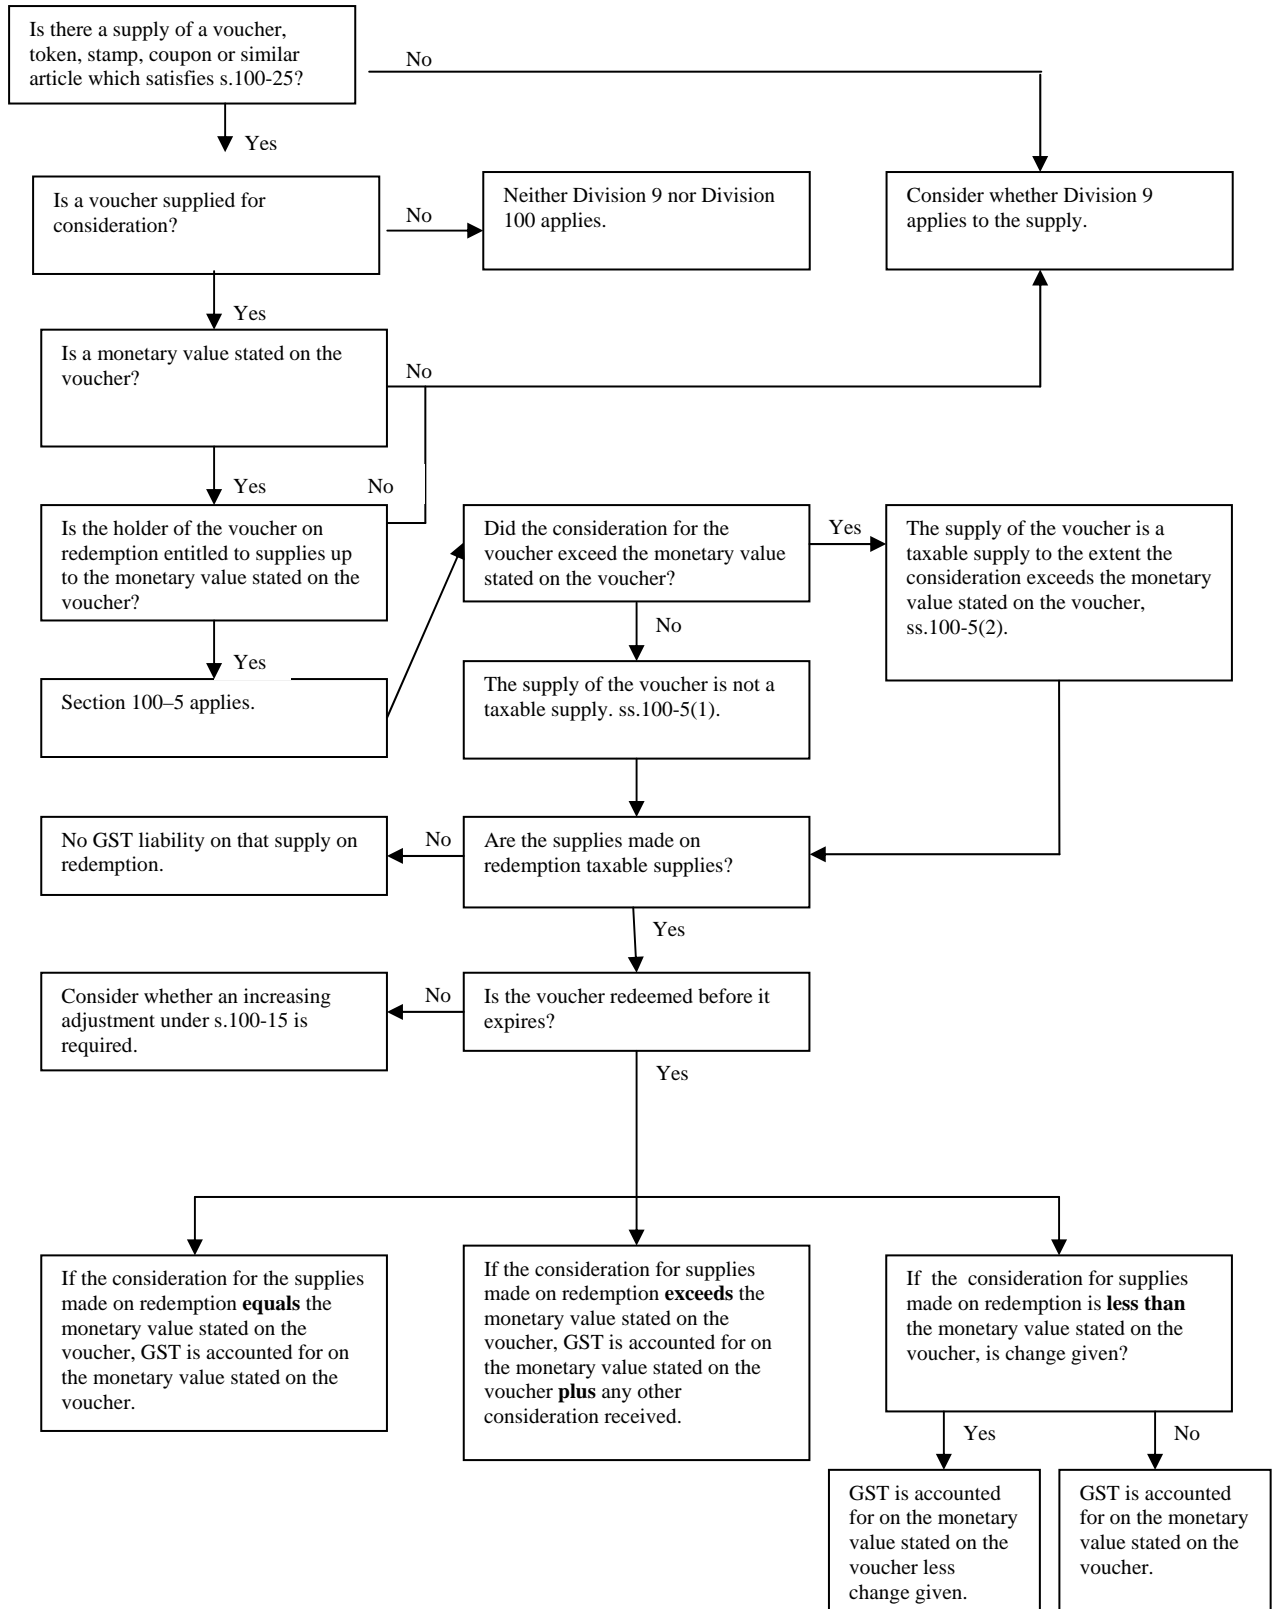 Is there a supply of a voucher,
token, stamp, coupon or similar
article which satisfies s.100-25?
No
Yes
Is a voucher supplied for
consideration?
No
Neither Division 9 nor Division
100 applies.
Consider whether Division 9
applies to the supply.
Yes
Is a monetary value stated on the
voucher?
No
Yes
No
Is the holder of the voucher on
redemption entitled to supplies up
to the monetary value stated on the
voucher?
Did the consideration for the
voucher exceed the monetary value
stated on the voucher?
Yes
The supply of the voucher is a
taxable supply to the extent the
consideration exceeds the monetary
value stated on the voucher,
ss.100-5(2).
No
Yes
Section 100–5 applies.
The supply of the voucher is not a
taxable supply. ss.100-5(1).
No GST liability on that supply on
redemption.
No
Are the supplies made on
redemption taxable supplies?
Yes
Consider whether an increasing
adjustment under s.100-15 is
required.
No
Is the voucher redeemed before it
expires?
Yes
If the consideration for the supplies
made on redemption equals the
monetary value stated on the
voucher, GST is accounted for on
the monetary value stated on the
voucher.
If the consideration for supplies
made on redemption exceeds the
monetary value stated on the
voucher, GST is accounted for on
the monetary value stated on the
voucher plus any other
consideration received.
If the consideration for supplies
made on redemption is less than
the monetary value stated on the
voucher, is change given?
Yes
No
GST is accounted
for on the monetary
value stated on the
voucher less
change given.
GST is accounted
for on the monetary
value stated on the
voucher.